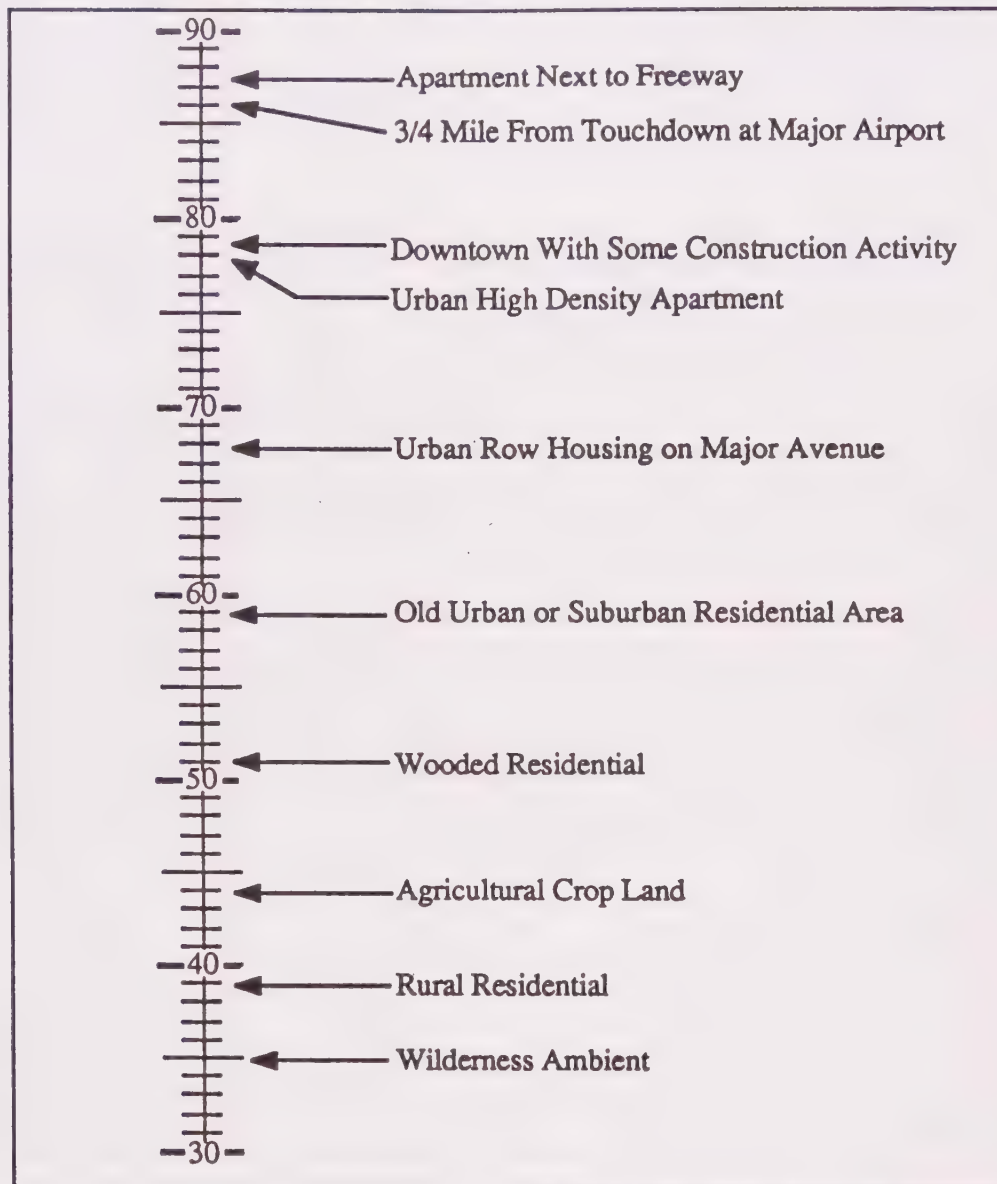 90
Apartment Next to Freeway
3/4 Mile From Touchdown at Major Airport
80
Downtown With Some Construction Activity
Urban High Density Apartment
70
Urban Row Housing on Major Avenue
60
Old Urban or Suburban Residential Area
Wooded Residential
50
Agricultural Crop Land
40
Rural Residential
Wilderness Ambient
30